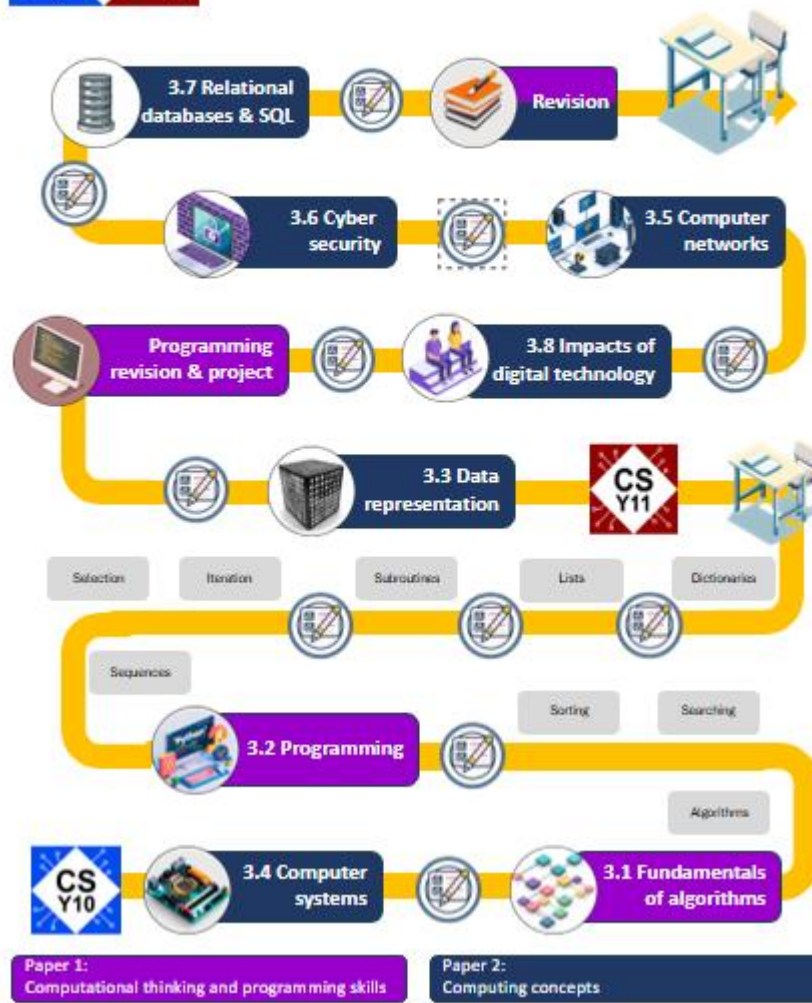 3.7 Relational
databases & SQL
Revision
3.6 Cyber
security
3.5 Computer
networks
Programming
revision & project
3.8 Impacts of
digital technology
3.3 Data
representation
CS
Y11
Selection
Iteration
Subroutines
Lists
Dictionaries
Sequences
Sorting
Searching
3.2 Programming
Algorithms
CS
Y10
3.4 Computer
systems
3.1 Fundamentals
of algorithms
Paper 1:
Computational thinking and programming skills
Paper 2:
Computing concepts